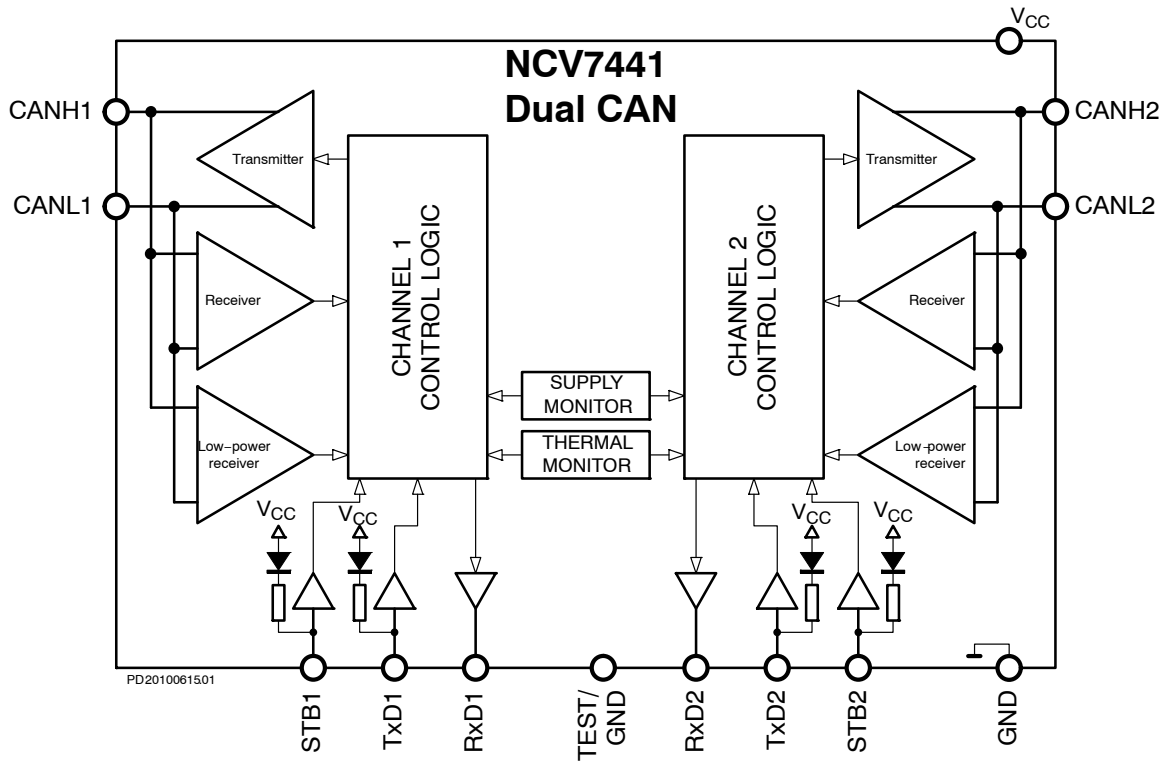 VCC
NCV7441
Dual CAN
CANH1
CANH2
Transmitter
Transmitter
CANL1
CANL2
CHANNEL 1
CONTROL LOGIC
CHANNEL 2
CONTROL LOGIC
Receiver
Receiver
SUPPLY
MONITOR
THERMAL
MONITOR
Low-power
receiver
Low-power
receiver
VCC
VCC
VCC
VCC
PD20100615.01
STB1
TxD1
RxD1
TEST/
GND
RxD2
TxD2
STB2
GND